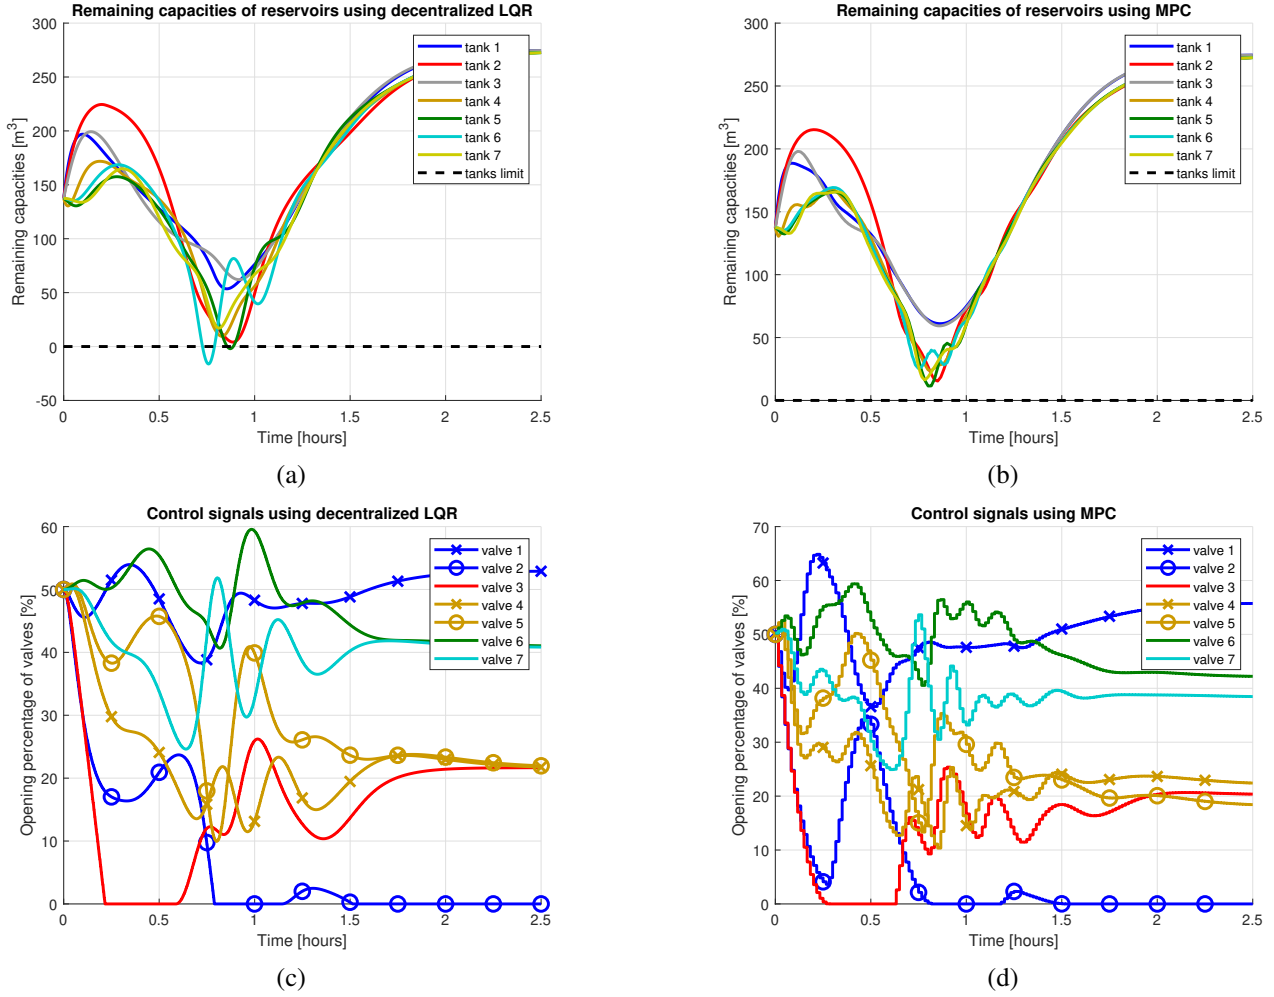 Remaining capacities of reservoirs using decentralized LQR
Remaining capacities [m³]
300
250
200
150
100
50
0
-50
0
0.5
1
1.5
2
2.5
Time [hours]
tank 1
tank 2
tank 3
tank 4
tank 5
tank 6
tank 7
tanks limit
(a)
Remaining capacities of reservoirs using MPC
Remaining capacities [m³]
300
250
200
150
100
50
0
0
0.5
1
1.5
2
2.5
Time [hours]
tank 1
tank 2
tank 3
tank 4
tank 5
tank 6
tank 7
tanks limit
(b)
Control signals using decentralized LQR
Opening percentage of valves [%]
60
50
40
30
20
10
0
0
0.5
1
1.5
2
2.5
Time [hours]
valve 1
valve 2
valve 3
valve 4
valve 5
valve 6
valve 7
(c)
Control signals using MPC
Opening percentage of valves [%]
70
60
50
40
30
20
10
0
0
0.5
1
1.5
2
2.5
Time [hours]
valve 1
valve 2
valve 3
valve 4
valve 5
valve 6
valve 7
(d)